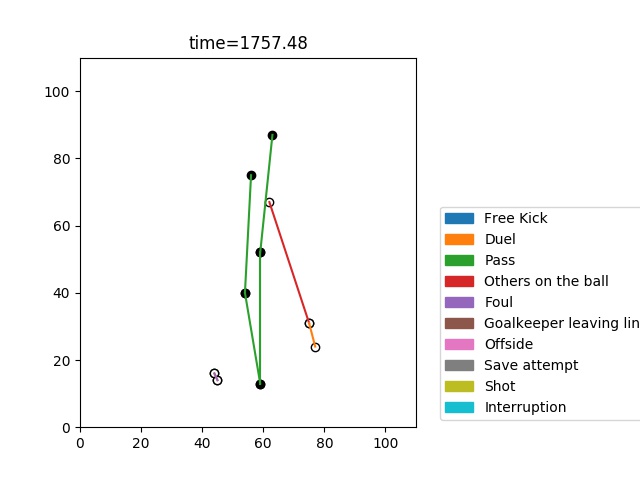 time=1757.48
100
80
60
40
20
0
0 20 40 60 80 100
Free Kick
Duel
Pass
Others on the ball
Foul
Goalkeeper leaving lin
Offside
Save attempt
Shot
Interruption